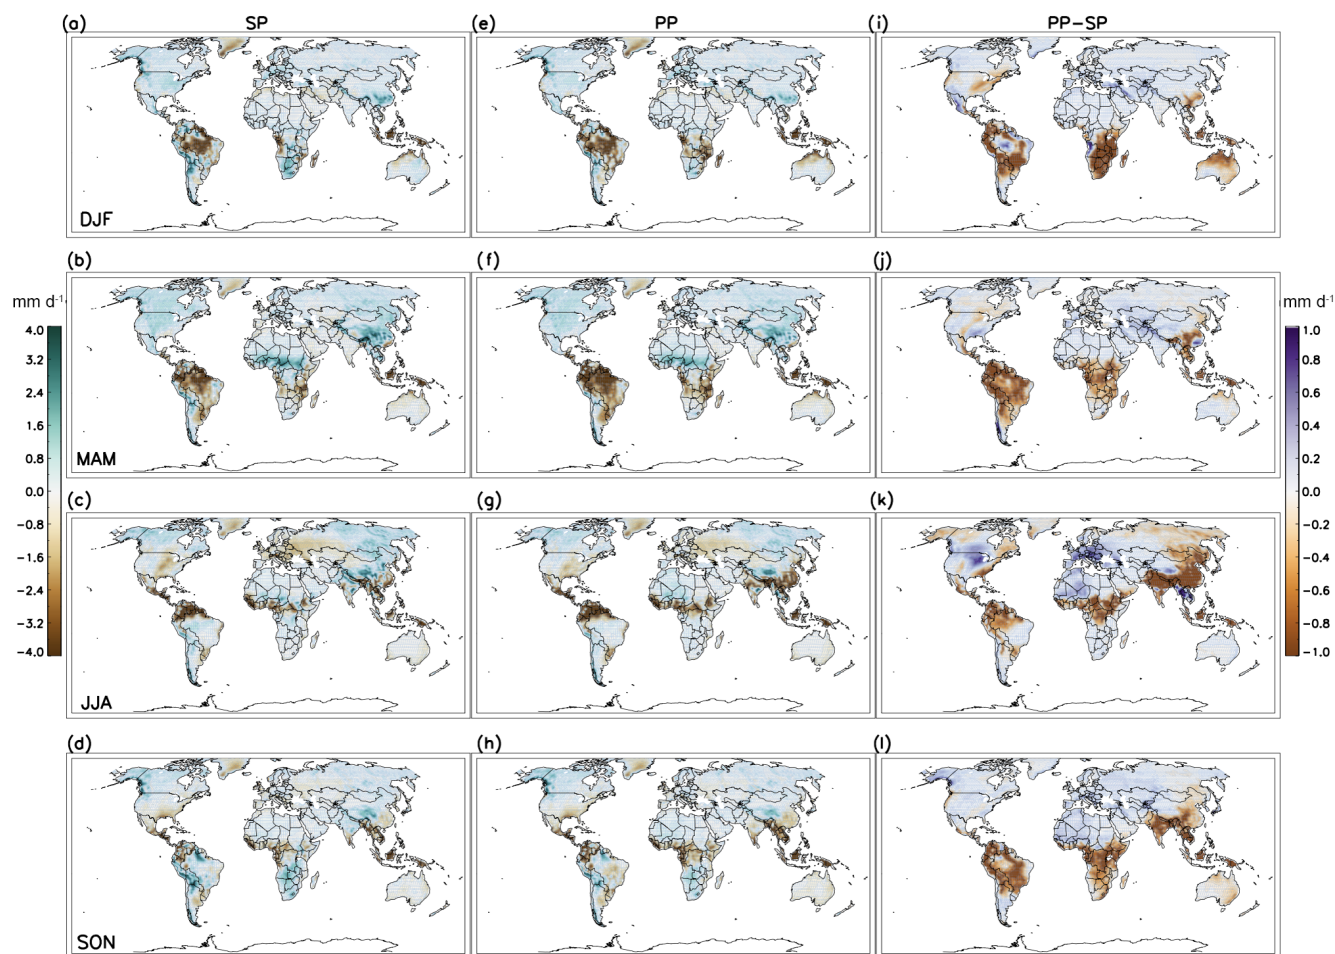 (a) SP (e) PP (i) PP−SP
DJF
(b) (f) (j)
mm d⁻¹ mm d⁻¹
4.0 1.0
3.2 0.8
2.4 0.6
1.6 0.4
0.8 0.2
MAM
0.0 0.0
(c) (g) (k)
−0.8 −0.2
−1.6 −0.4
−2.4 −0.6
−3.2 −0.8
−4.0 −1.0
JJA
(d) (h) (l)
SON